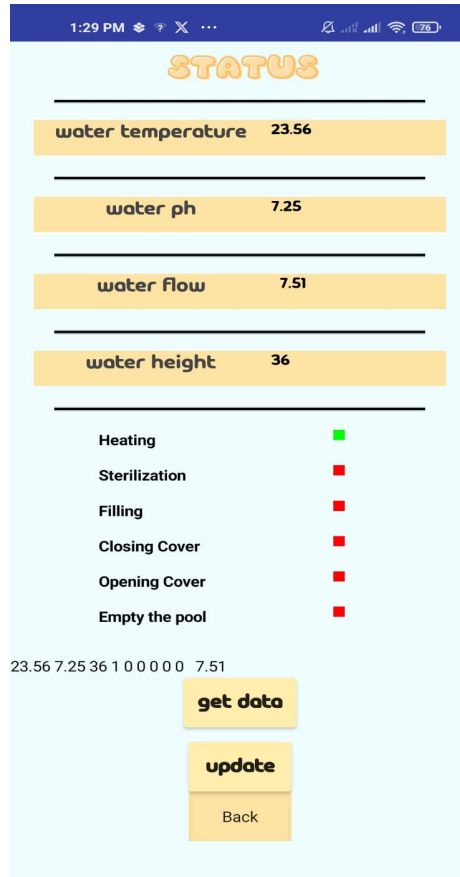 1:29 PM X ... 76
STATUS
water temperature 23.56
water ph 7.25
water flow 7.51
water height 36
Heating
Sterilization
Filling
Closing Cover
Opening Cover
Empty the pool
23.56 7.25 36 1 0 0 0 0 0 7.51
get data
update
Back